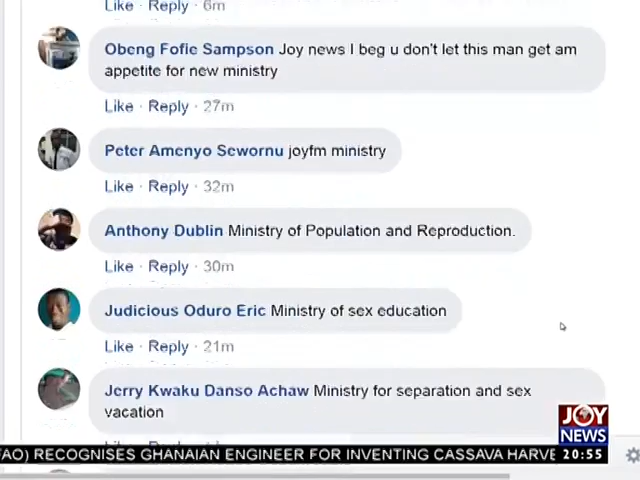 Like · Reply · 6m
Obeng Fofie Sampson Joy news I beg u don't let this man get am
appetite for new ministry
Like · Reply · 27m
Peter Amenyo Sewornu joyfm ministry
Like · Reply · 32m
Anthony Dublin Ministry of Population and Reproduction.
Like · Reply · 30m
Judicious Oduro Eric Ministry of sex education
Like · Reply · 21m
Jerry Kwaku Danso Achaw Ministry for separation and sex
vacation
JOY
NEWS
FAO) RECOGNISES GHANAIAN ENGINEER FOR INVENTING CASSAVA HARVE
20:55